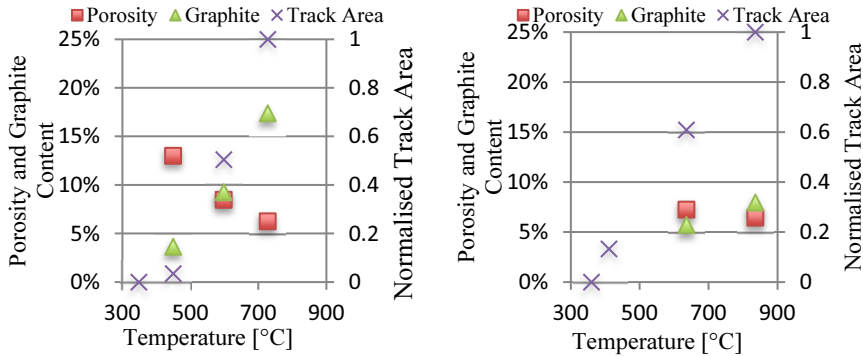 Porosity Graphite Track Area
25%
20%
15%
10%
5%
0%
1
0.8
0.6
0.4
0.2
0
300 500 700 900
Temperature [°C]
Porosity and Graphite
Content
Normalised Track Area
Porosity Graphite Track Area
25%
20%
15%
10%
5%
0%
1
0.8
0.6
0.4
0.2
0
300 500 700 900
Temperature [°C]
Porosity and Graphite
Content
Normalised Track Area